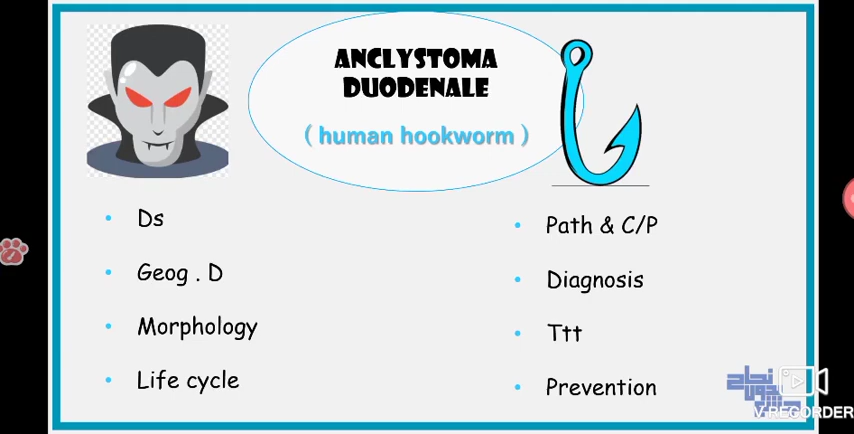 ANCLYSTOMA
DUODENALE
( human hookworm )
• Ds
• Geog . D
• Morphology
• Life cycle
• Path & C/P
• Diagnosis
• Ttt
• Prevention
V-RECORDER